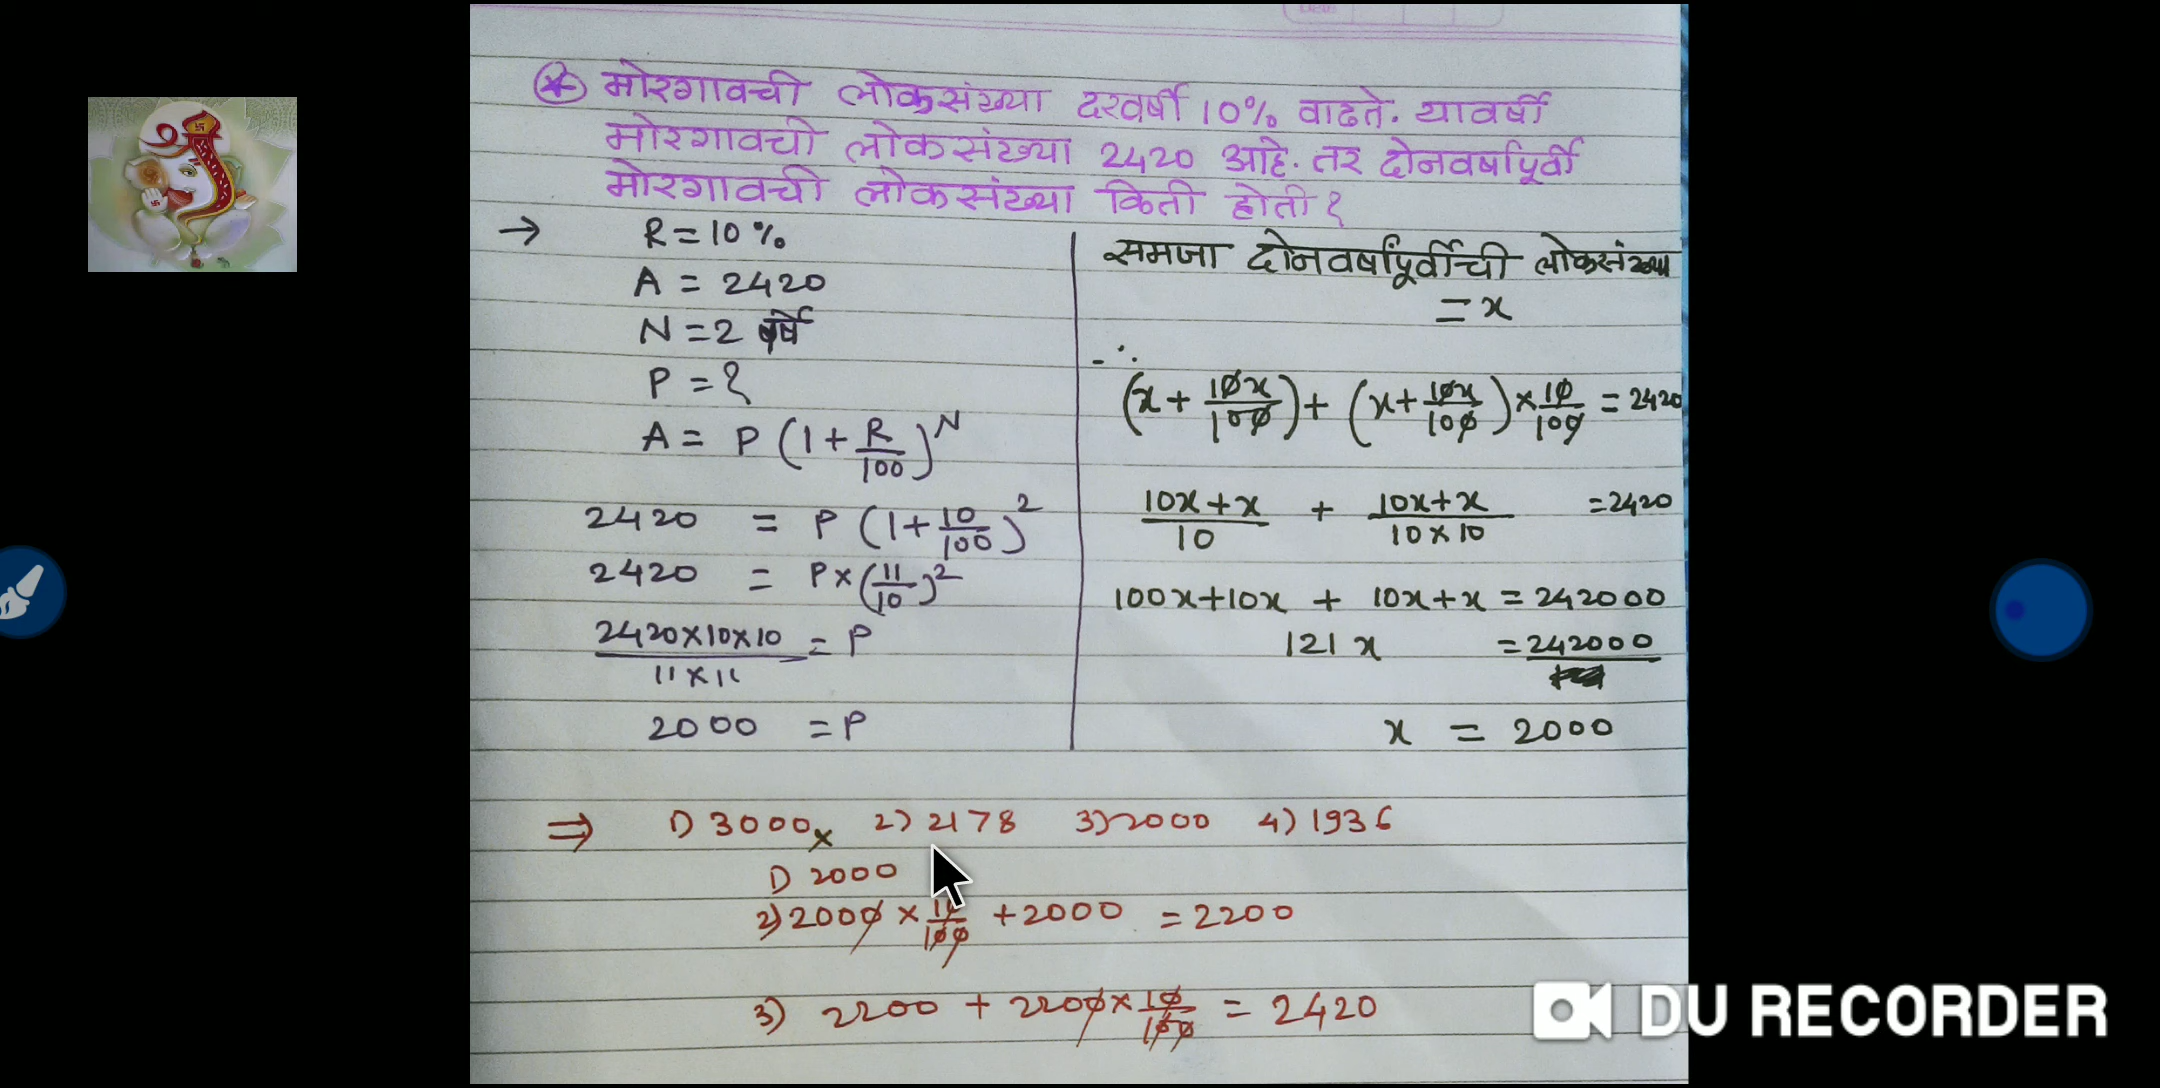 * मोरगावची लोकसंख्या दरवर्षी 10% वाढते. यावर्षी
मोरगावची लोकसंख्या 2420 आहे. तर दोनवर्षापूर्वी
मोरगावची लोकसंख्या किती होती?
→ R = 10 %
A = 2420
N = 2 वर्षे
P = ?
A = P (1 + R/100)^N
2420 = P (1 + 10/100)^2
2420 = P × (11/10)^2
2420×10×10/11×11 = P
2000 = P
समजा दोनवर्षांपूर्वीची लोकसंख्या
= x
∴
(x + 10x/100) + (x + 10x/100) × 10/100 = 2420
10x + x/10 + 10x + x/10 × 10 = 2420
100x + 10x + 10x + x = 242000
121 x = 242000
x = 2000
⇒ 1) 3000 × 2) 2178 3) 2000 4) 1936
1) 2000
2) 2000 × 10/100 + 2000 = 2200
3) 2200 + 2200 × 10/100 = 2420
DU RECORDER